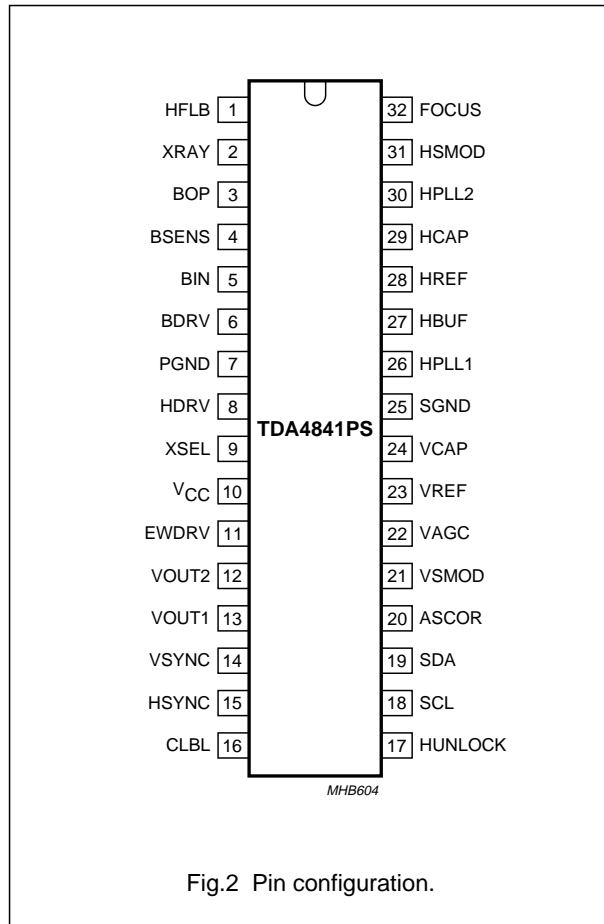 HFLB 1 32 FOCUS
XRAY 2 31 HSMOD
BOP 3 30 HPLL2
BSENS 4 29 HCAP
BIN 5 28 HREF
BDRV 6 27 HBUF
PGND 7 26 HPLL1
HDRV 8 25 SGND
TDA4841PS
XSEL 9 24 VCAP
VCC 10 23 VREF
EWDRV 11 22 VAGC
VOUT2 12 21 VSMOD
VOUT1 13 20 ASCOR
VSYNC 14 19 SDA
HSYNC 15 18 SCL
CLBL 16 17 HUNLOCK
MHB604
Fig.2 Pin configuration.